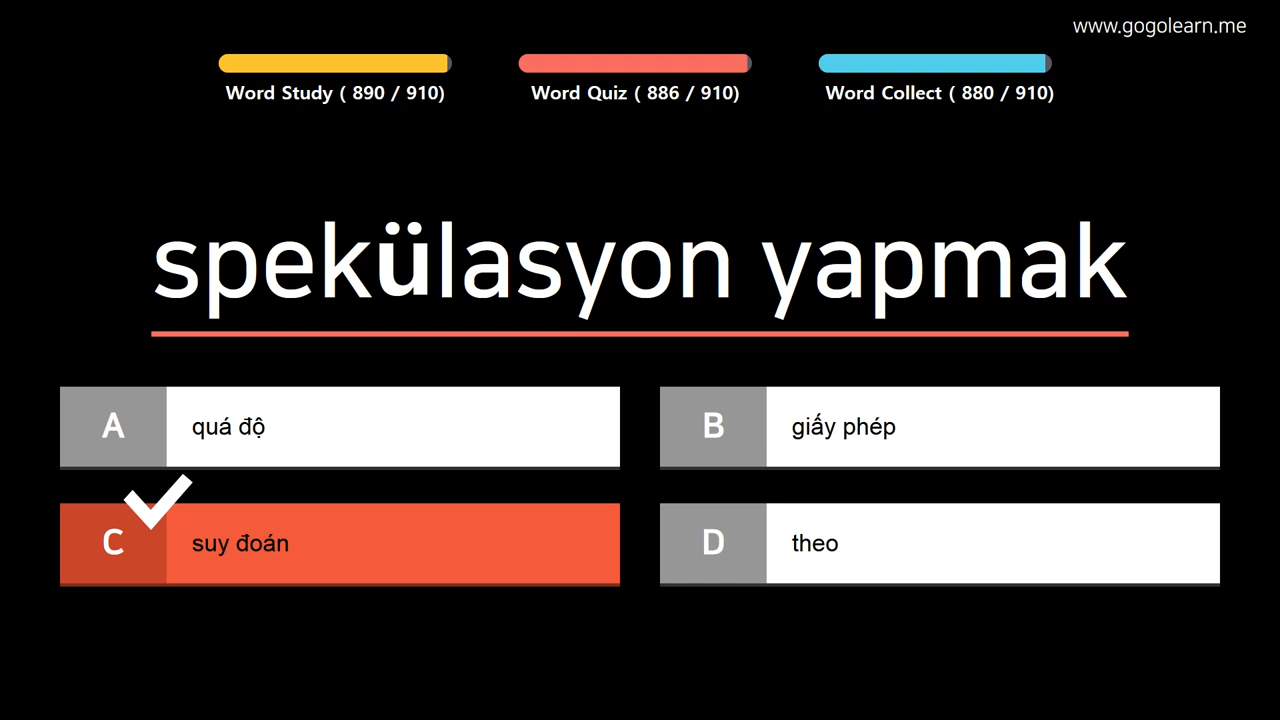 www.gogolearn.me
Word Study ( 890 / 910)
Word Quiz ( 886 / 910)
Word Collect ( 880 / 910)
spekülasyon yapmak
A quá độ
B giấy phép
C suy đoán
D theo